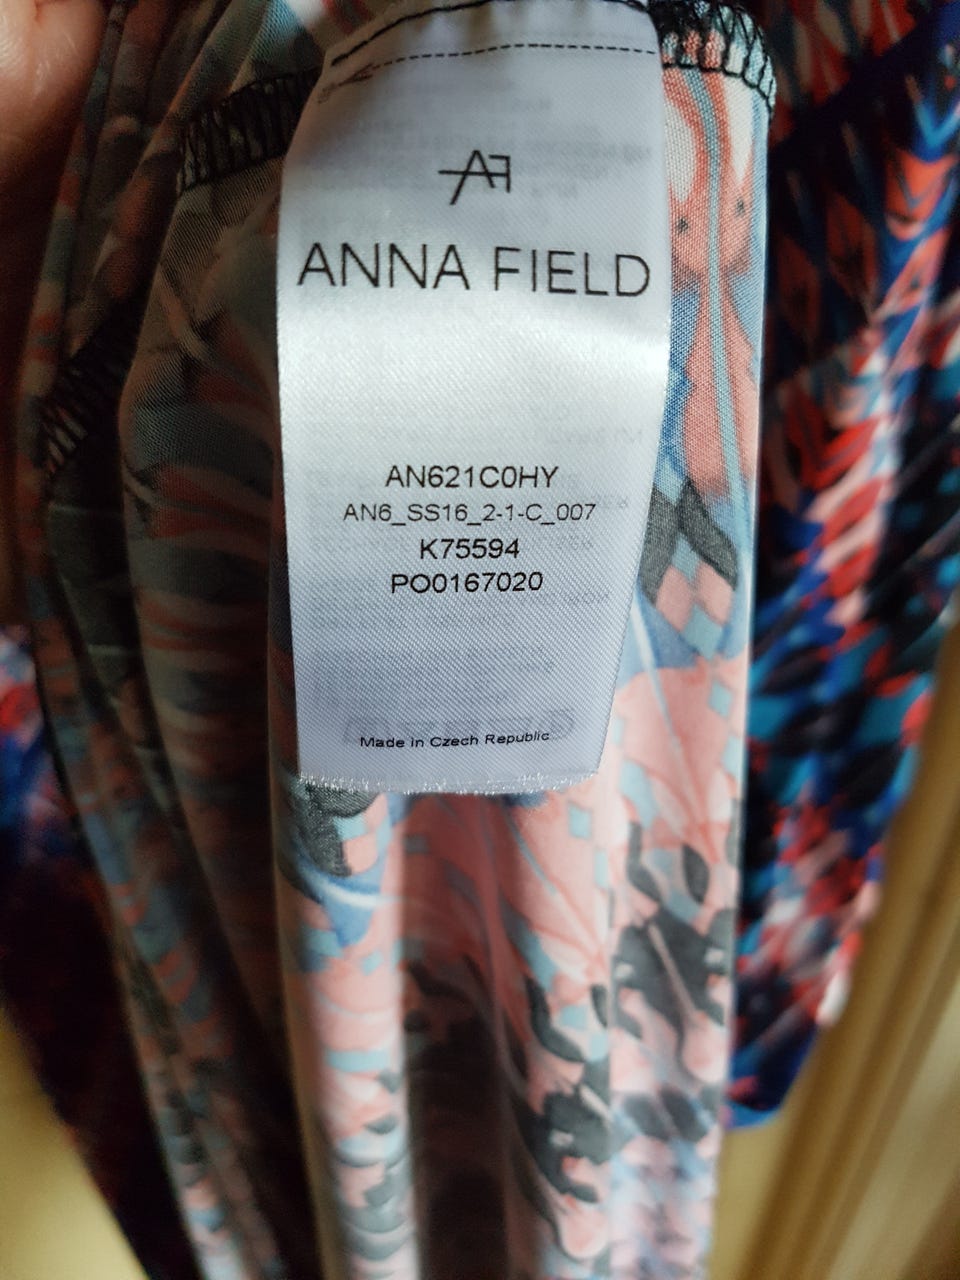 AF
ANNA FIELD
AN621C0HY
AN6_SS16_2-1-C_007
K75594
PO0167020
Made in Czech Republic